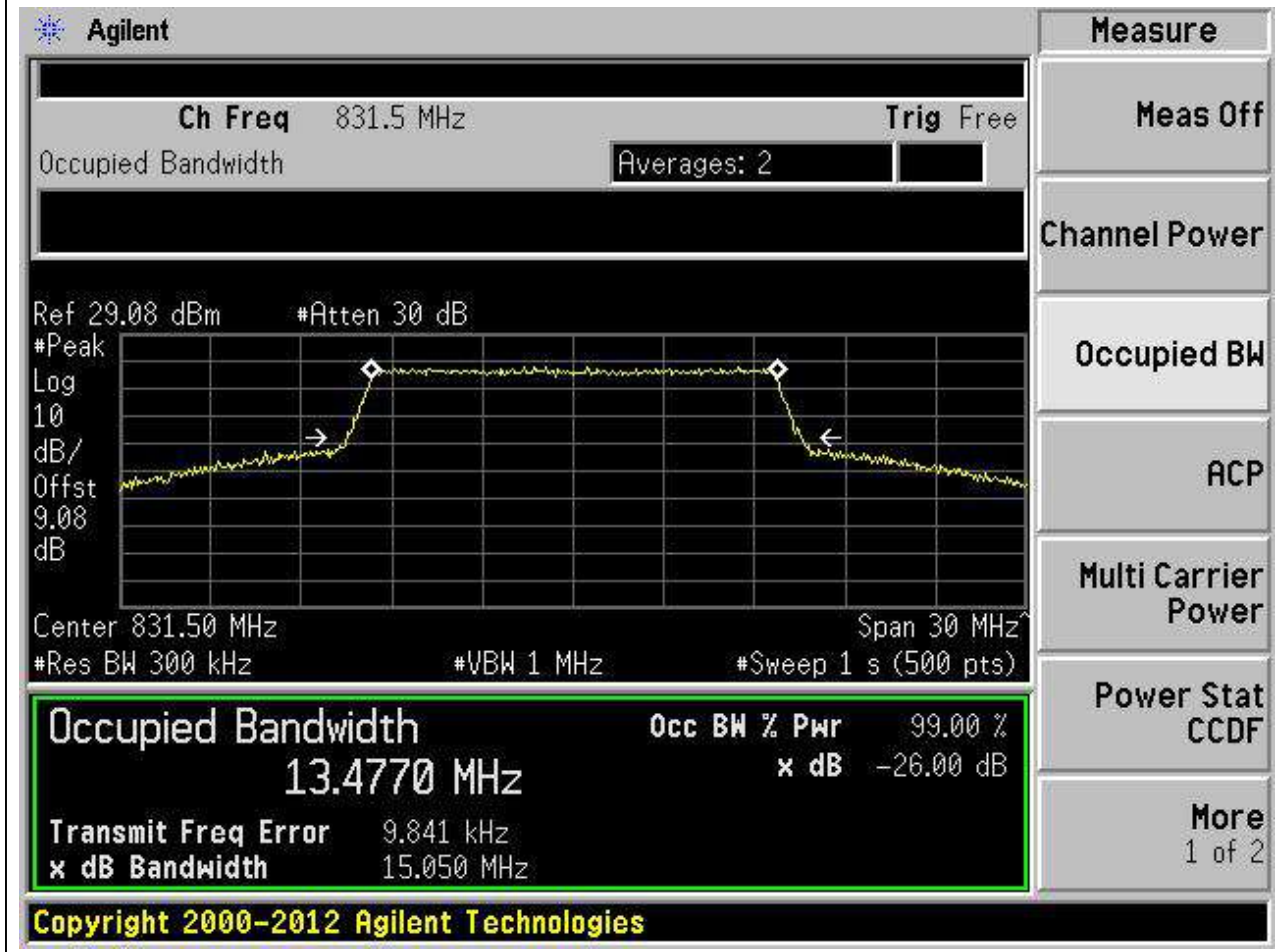 Agilent
Measure
Ch Freq 831.5 MHz Trig Free
Occupied Bandwidth Averages: 2
Ref 29.08 dBm #Atten 30 dB
#Peak
Log
10
dB/
Offst
9.08
dB
Center 831.50 MHz Span 30 MHz^
#Res BW 300 kHz #VBW 1 MHz #Sweep 1 s (500 pts)
Occupied Bandwidth Occ BW % Pwr 99.00 %
13.4770 MHz x dB -26.00 dB
Transmit Freq Error 9.841 kHz
x dB Bandwidth 15.050 MHz
Meas Off
Channel Power
Occupied BW
ACP
Multi Carrier
Power
Power Stat
CCDF
More
1 of 2
Copyright 2000-2012 Agilent Technologies